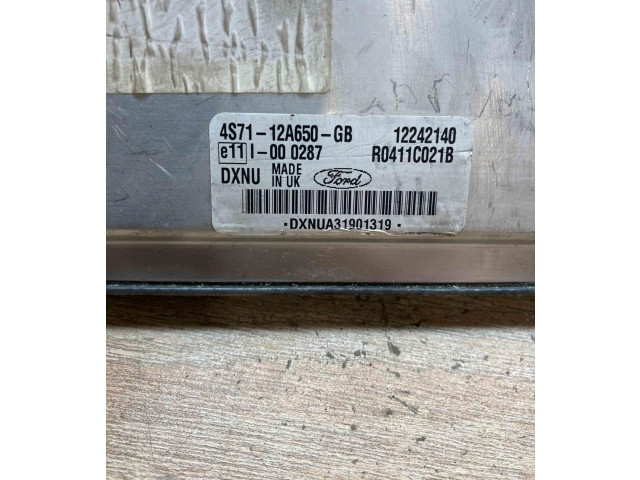 4S71-12A650-GB 12242140
e11 I-00 0287 R0411C021B
DXNU MADE IN UK Ford
·DXNUA31901319·